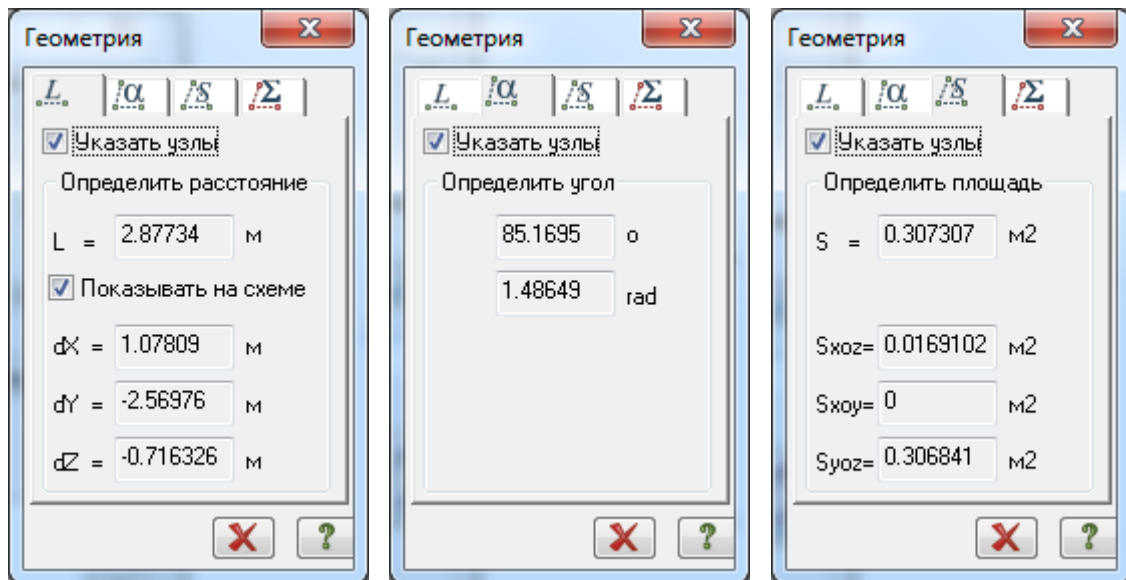 Геометрия
L α S Σ
Указать узлы
Определить расстояние
L = 2.87734 м
Показывать на схеме
dX = 1.07809 м
dY = -2.56976 м
dZ = -0.716326 м
?
Геометрия
L α S Σ
Указать узлы
Определить угол
85.1695 o
1.48649 rad
?
Геометрия
L α S Σ
Указать узлы
Определить площадь
S = 0.307307 м2
Sxoz= 0.0169102 м2
Sxoy= 0 м2
Syoz= 0.306841 м2
?